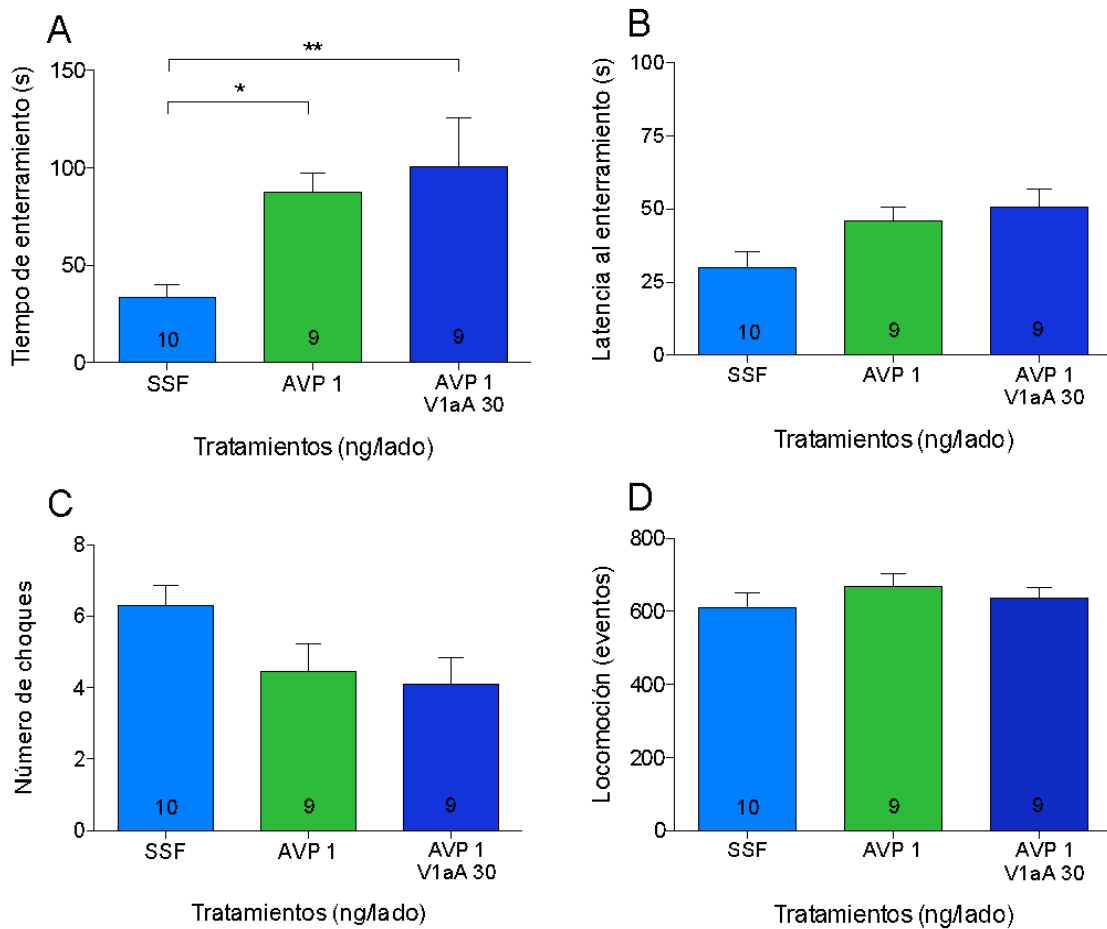 A
Tiempo de enterramiento (s)
150
100
50
0
*
**
10
9
9
SSF
AVP 1
AVP 1
V1aA 30
Tratamientos (ng/lado)
B
Latencia al enterramiento (s)
100
75
50
25
0
10
9
9
SSF
AVP 1
AVP 1
V1aA 30
Tratamientos (ng/lado)
C
Número de choques
8
6
4
2
0
10
9
9
SSF
AVP 1
AVP 1
V1aA 30
Tratamientos (ng/lado)
D
Locomoción (eventos)
800
600
400
200
0
10
9
9
SSF
AVP 1
AVP 1
V1aA 30
Tratamientos (ng/lado)